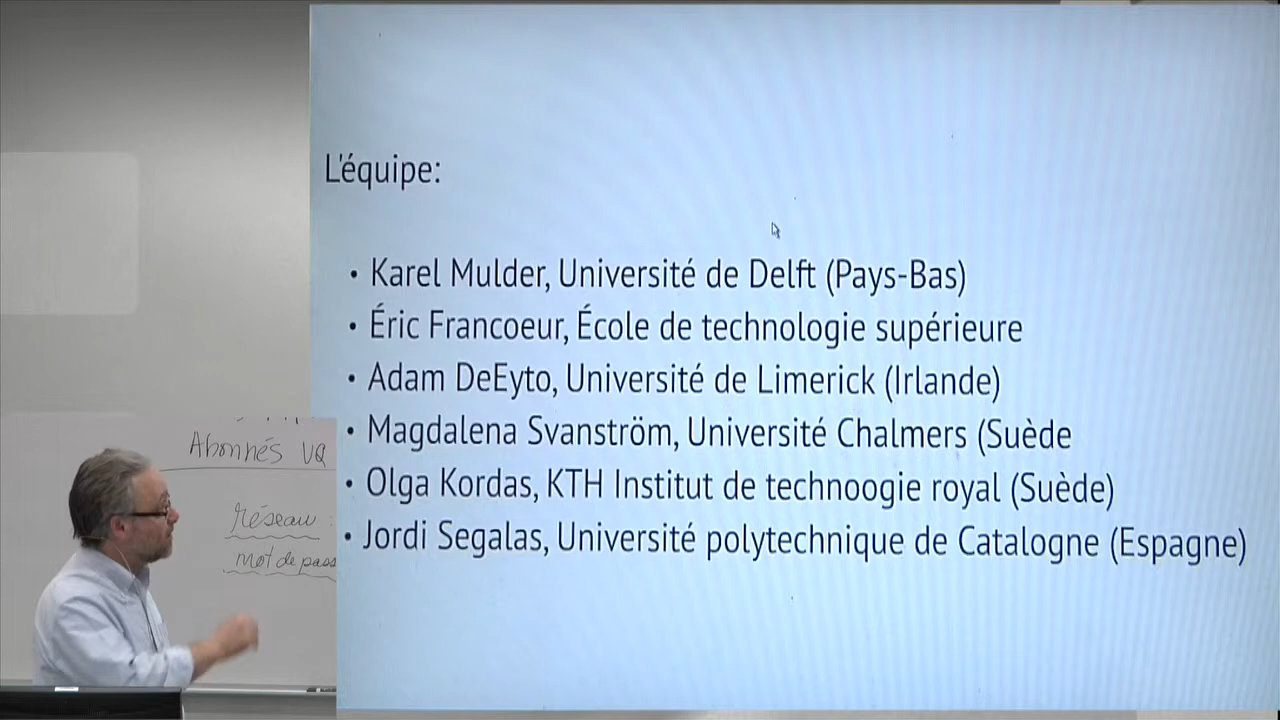 L'équipe:
• Karel Mulder, Université de Delft (Pays-Bas)
• Éric Francoeur, École de technologie supérieure
• Adam DeEyto, Université de Limerick (Irlande)
• Magdalena Svanström, Université Chalmers (Suède
• Olga Kordas, KTH Institut de technoogie royal (Suède)
• Jordi Segalas, Université polytechnique de Catalogne (Espagne)
Abonnés VQ
réseau :
mot de pass